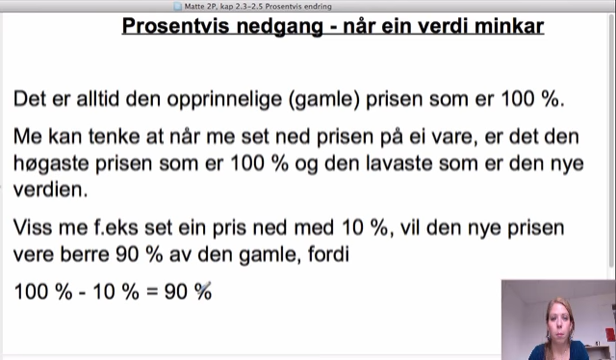 Matte 2P, kap 2.3-2.5 Prosentvis endring
Prosentvis nedgang - når ein verdi minkar
Det er alltid den opprinnelige (gamle) prisen som er 100 %.
Me kan tenke at når me set ned prisen på ei vare, er det den
høgaste prisen som er 100 % og den lavaste som er den nye
verdien.
Viss me f.eks set ein pris ned med 10 %, vil den nye prisen
vere berre 90 % av den gamle, fordi
100 % - 10 % = 90 %